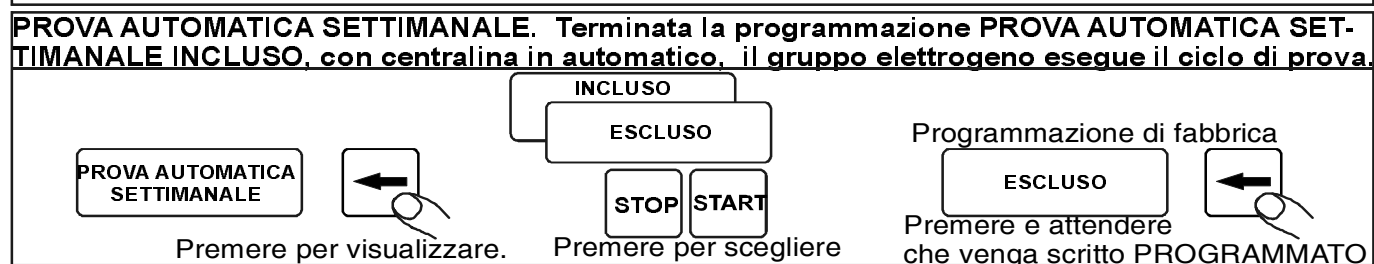 PROVA AUTOMATICA SETTIMANALE. Terminata la programmazione PROVA AUTOMATICA SET-
TIMANALE INCLUSO, con centralina in automatico, il gruppo elettrogeno esegue il ciclo di prova.
PROVA AUTOMATICA
SETTIMANALE
Premere per visualizzare.
INCLUSO
ESCLUSO
STOP START
Premere per scegliere
Programmazione di fabbrica
ESCLUSO
Premere e attendere
che venga scritto PROGRAMMATO